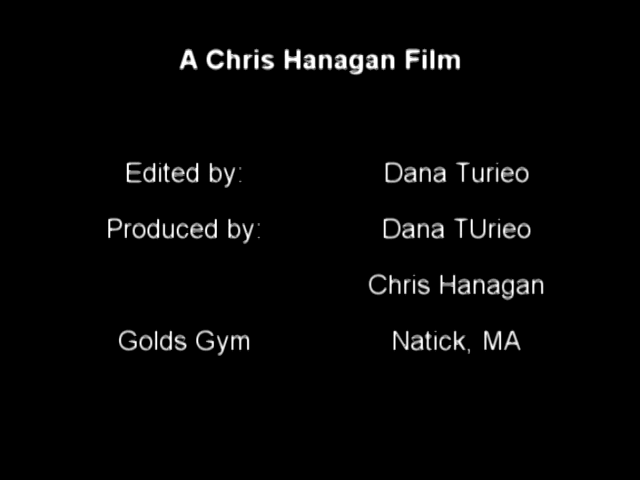 A Chris Hanagan Film
Edited by: Dana Turieo
Produced by: Dana TUrieo
Chris Hanagan
Golds Gym Natick, MA